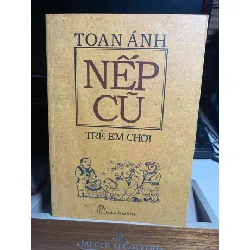 TOAN ÁNH
NẾP
CŨ
TRẺ EM CHƠI